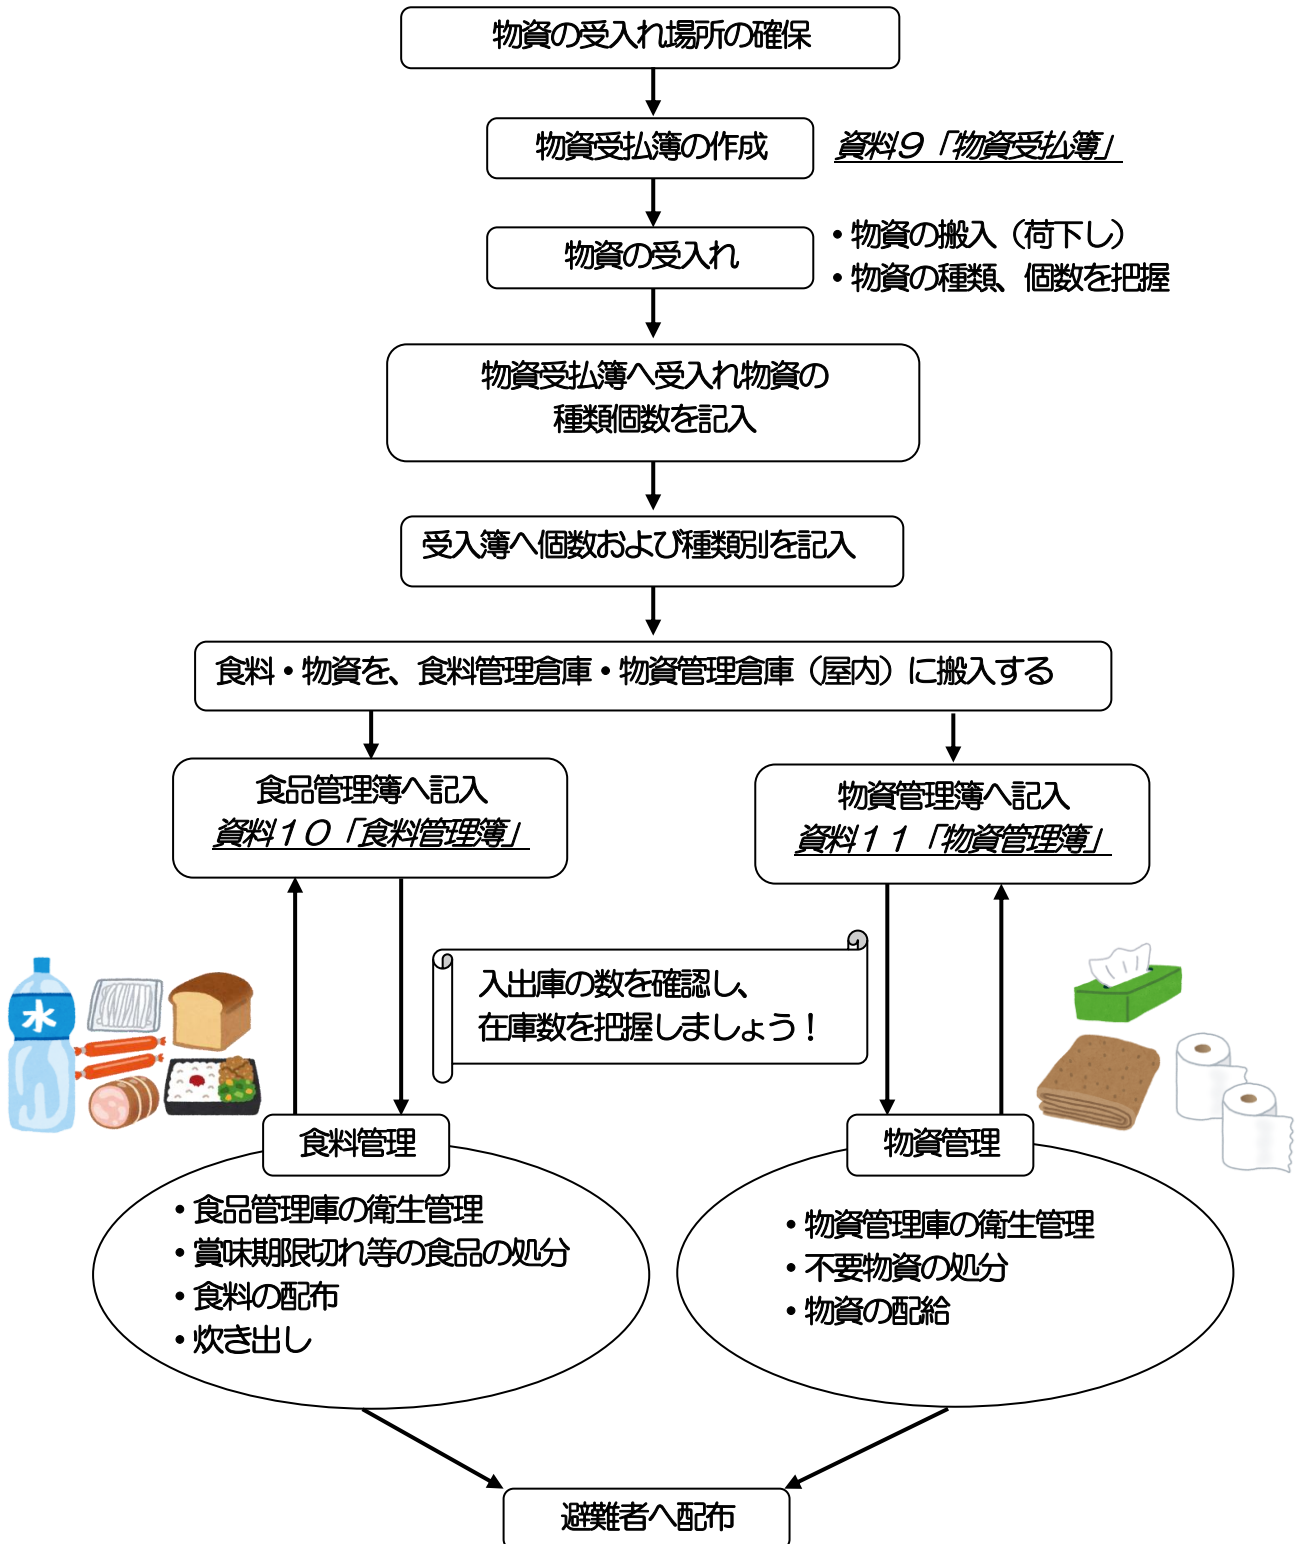 物資の受入れ場所の確保
物資受払簿の作成
資料９「物資受払簿」
物資の受入れ
・物資の搬入（荷下し）
・物資の種類、個数を把握
物資受払簿へ受入れ物資の
種類個数を記入
受入簿へ個数および種類別を記入
食料・物資を、食料管理倉庫・物資管理倉庫（屋内）に搬入する
食品管理簿へ記入
資料１０「食料管理簿」
物資管理簿へ記入
資料１１「物資管理簿」
入出庫の数を確認し、
在庫数を把握しましょう！
水
食料管理
・食品管理庫の衛生管理
・賞味期限切れ等の食品の処分
・食料の配布
・炊き出し
物資管理
・物資管理庫の衛生管理
・不要物資の処分
・物資の配給
避難者へ配布